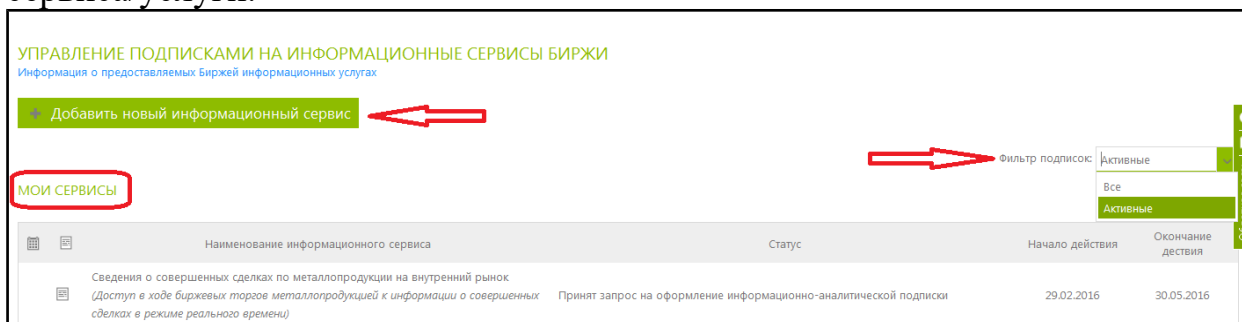 УПРАВЛЕНИЕ ПОДПИСКАМИ НА ИНФОРМАЦИОННЫЕ СЕРВИСЫ БИРЖИ
Информация о предоставляемых Биржей информационных услугах
+ Добавить новый информационный сервис
Фильтр подписок: Активные
Все
Активные
МОИ СЕРВИСЫ
Наименование информационного сервиса Статус Начало действия Окончание
дествия
Сведения о совершенных сделках по металлопродукции на внутренний рынок
(Доступ в ходе биржевых торгов металлопродукцией к информации о совершенных Принят запрос на оформление информационно-аналитической подписки 29.02.2016 30.05.2016
сделках в режиме реального времени)